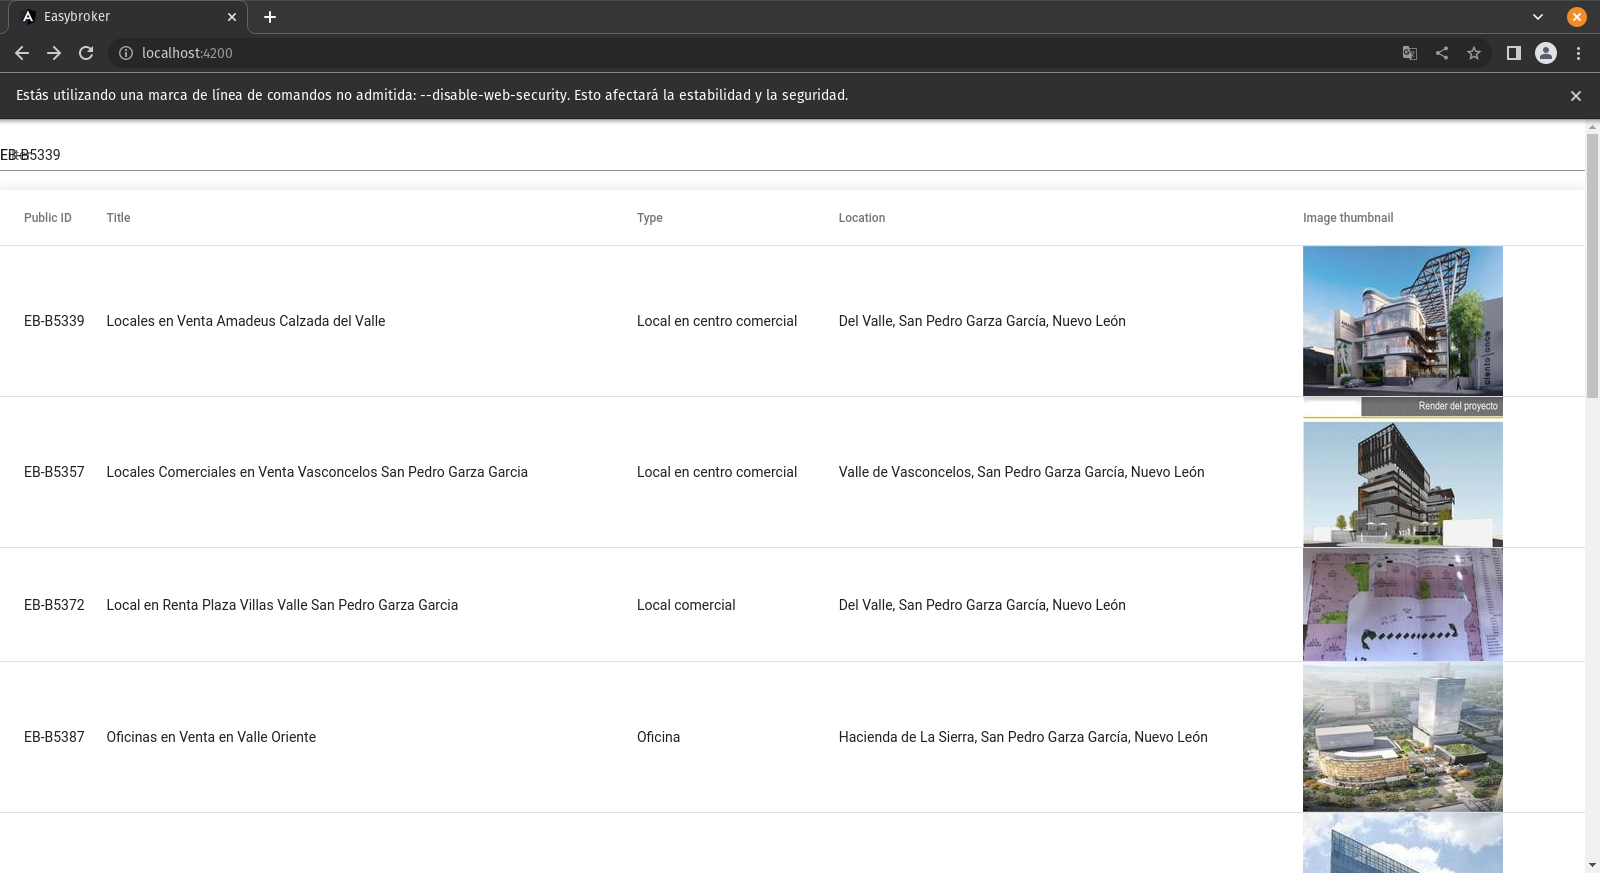 Easybroker
localhost:4200
Estás utilizando una marca de línea de comandos no admitida: --disable-web-security. Esto afectará la estabilidad y la seguridad.
EB-B5339
Public ID Title Type Location Image thumbnail
EB-B5339 Locales en Venta Amadeus Calzada del Valle Local en centro comercial Del Valle, San Pedro Garza García, Nuevo León
Render del proyecto
EB-B5357 Locales Comerciales en Venta Vasconcelos San Pedro Garza Garcia Local en centro comercial Valle de Vasconcelos, San Pedro Garza García, Nuevo León
EB-B5372 Local en Renta Plaza Villas Valle San Pedro Garza Garcia Local comercial Del Valle, San Pedro Garza García, Nuevo León
EB-B5387 Oficinas en Venta en Valle Oriente Oficina Hacienda de La Sierra, San Pedro Garza García, Nuevo León